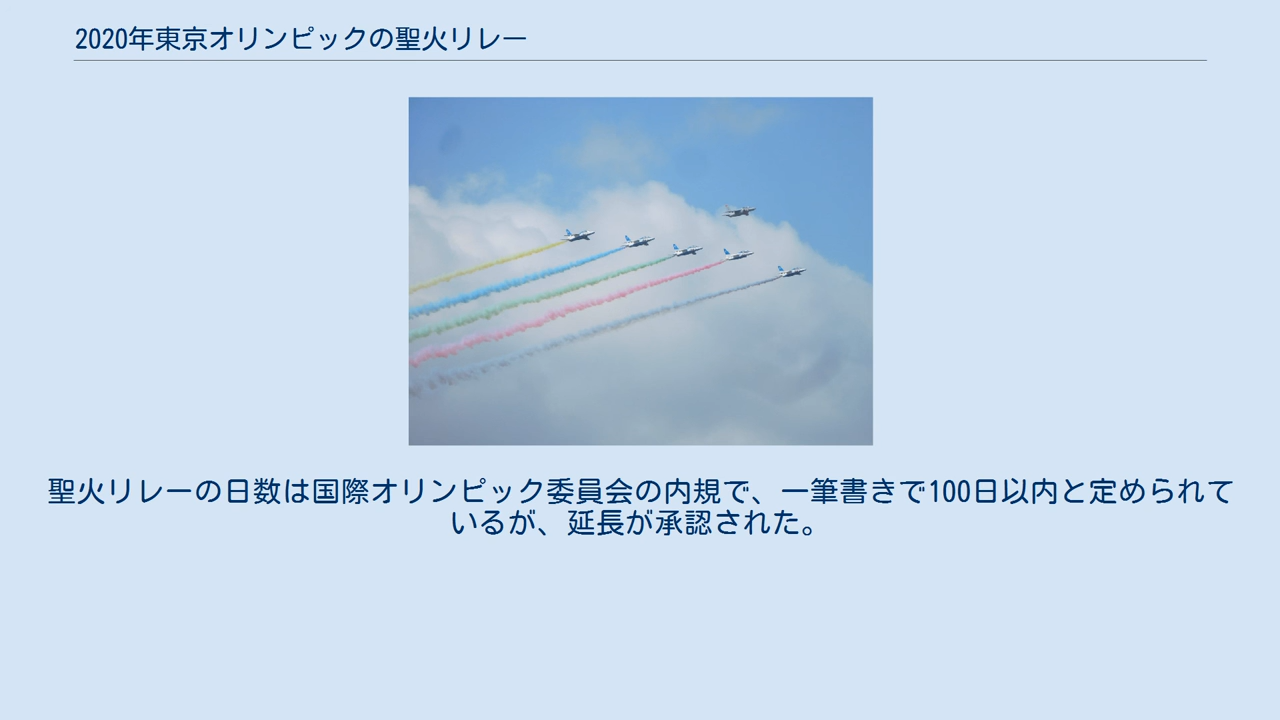 2020年東京オリンピックの聖火リレー
聖火リレーの日数は国際オリンピック委員会の内規で、一筆書きで100日以内と定められて
いるが、延長が承認された。